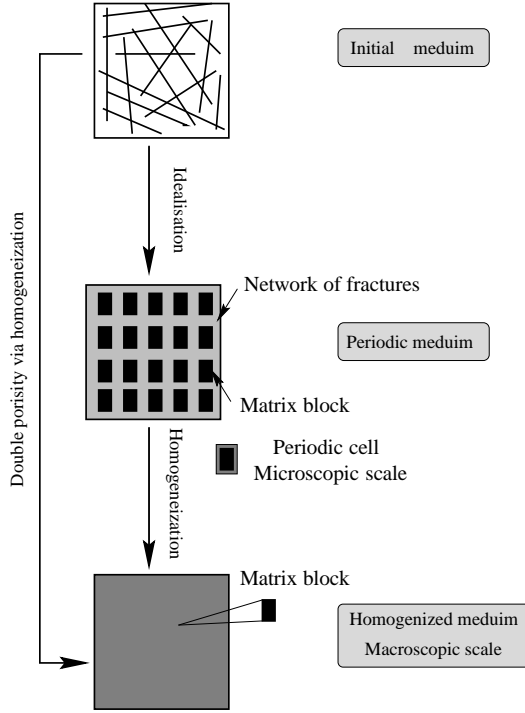 Initial meduim
Idealisation
Double porisity via homogeneization
Network of fractures
Periodic meduim
Matrix block
Homogeneization
Periodic cell
Microscopic scale
Matrix block
Homogenized meduim
Macroscopic scale